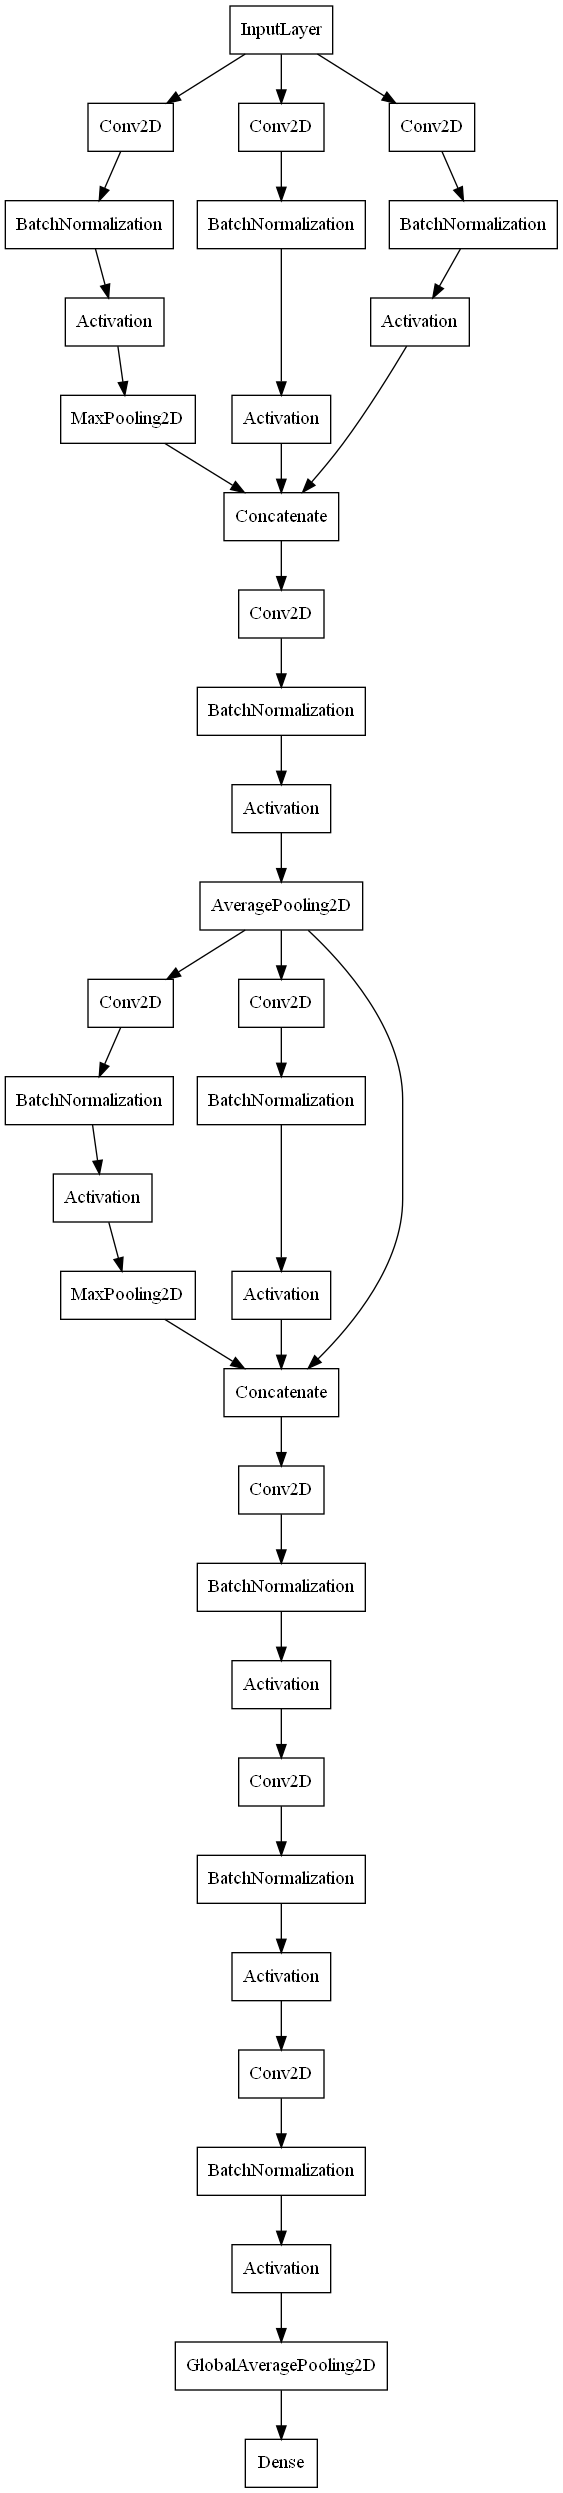 InputLayer
Conv2D
Conv2D
Conv2D
BatchNormalization
BatchNormalization
BatchNormalization
Activation
Activation
MaxPooling2D
Activation
Concatenate
Conv2D
BatchNormalization
Activation
AveragePooling2D
Conv2D
Conv2D
BatchNormalization
BatchNormalization
Activation
MaxPooling2D
Activation
Concatenate
Conv2D
BatchNormalization
Activation
Conv2D
BatchNormalization
Activation
Conv2D
BatchNormalization
Activation
GlobalAveragePooling2D
Dense